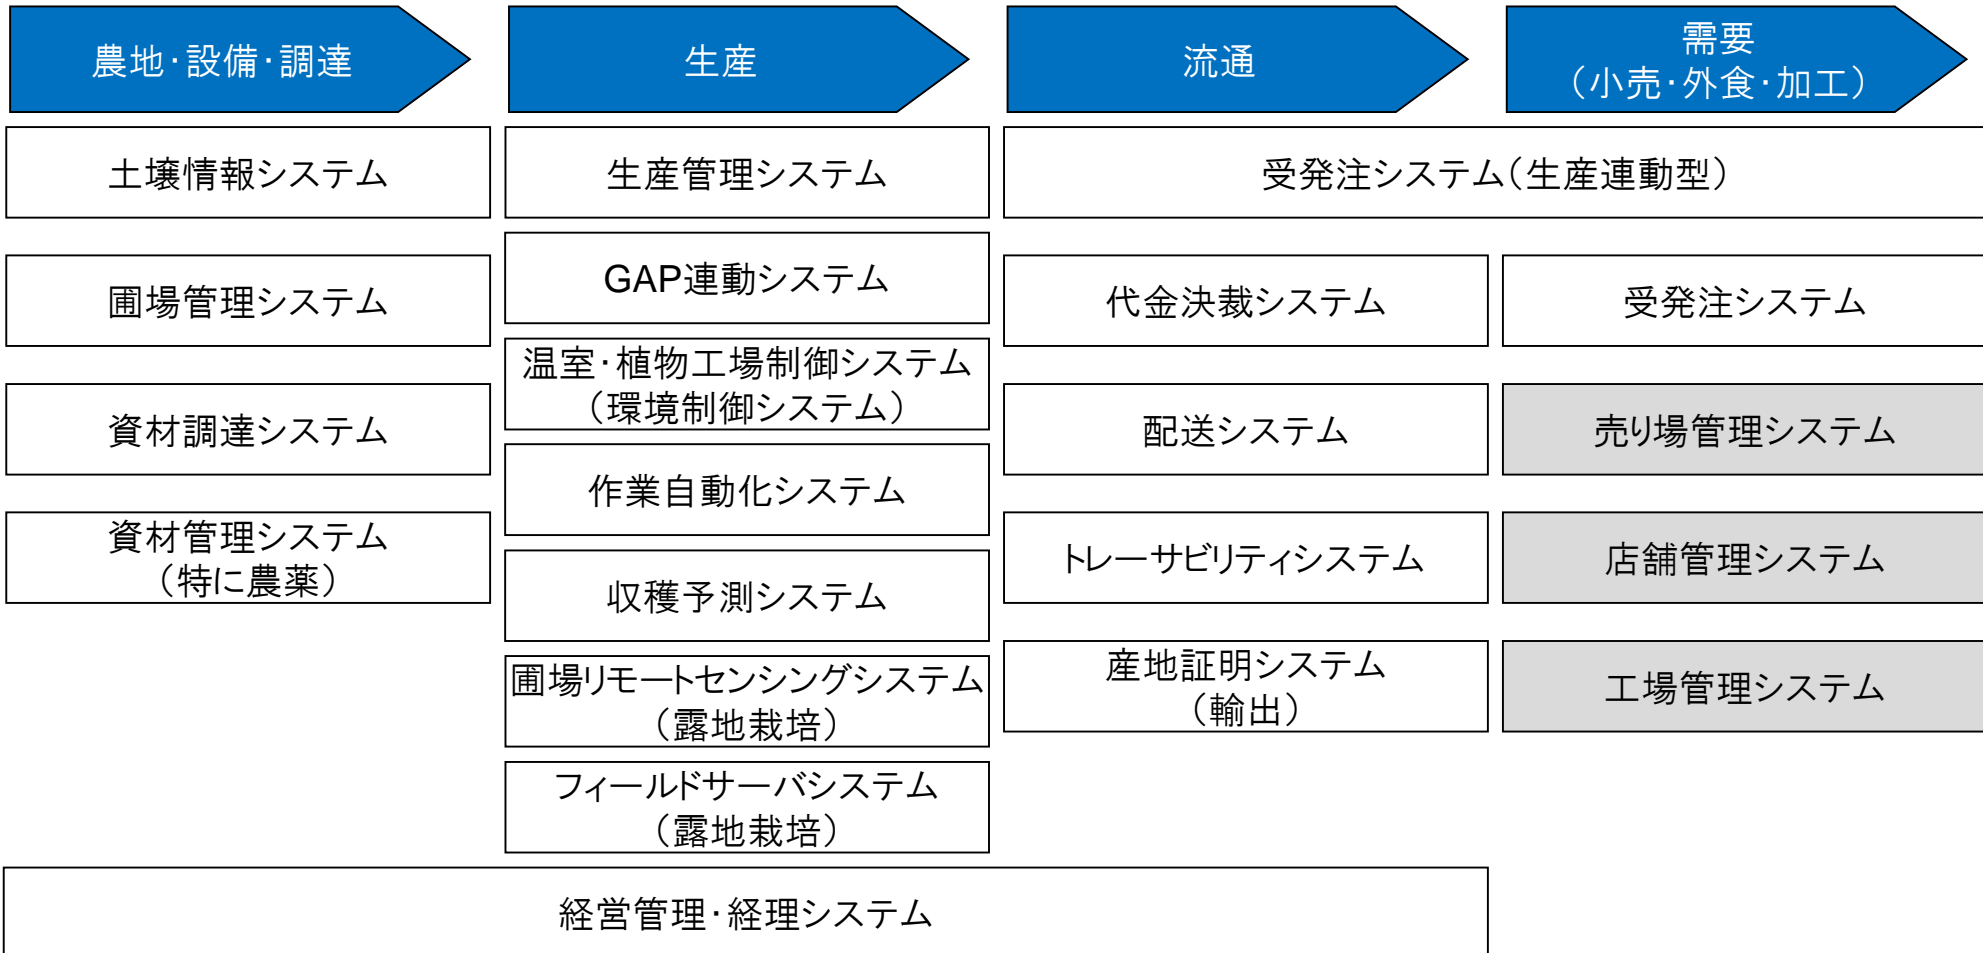 農地・設備・調達
生産
流通
需要
（小売・外食・加工）
土壌情報システム
圃場管理システム
資材調達システム
資材管理システム
（特に農薬）
生産管理システム
GAP連動システム
温室・植物工場制御システム
（環境制御システム）
作業自動化システム
収穫予測システム
圃場リモートセンシングシステム
（露地栽培）
フィールドサーバシステム
（露地栽培）
受発注システム（生産連動型）
代金決裁システム
配送システム
トレーサビリティシステム
産地証明システム
（輸出）
受発注システム
売り場管理システム
店舗管理システム
工場管理システム
経営管理・経理システム